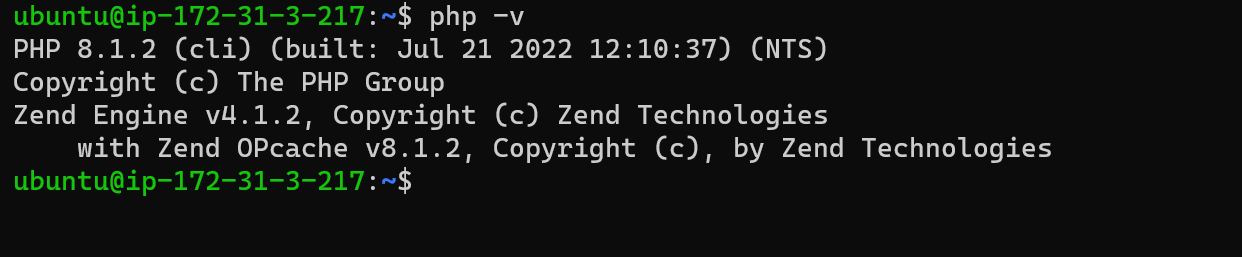 ubuntu@ip-172-31-3-217:~$ php -v
PHP 8.1.2 (cli) (built: Jul 21 2022 12:10:37) (NTS)
Copyright (c) The PHP Group
Zend Engine v4.1.2, Copyright (c) Zend Technologies
    with Zend OPcache v8.1.2, Copyright (c), by Zend Technologies
ubuntu@ip-172-31-3-217:~$